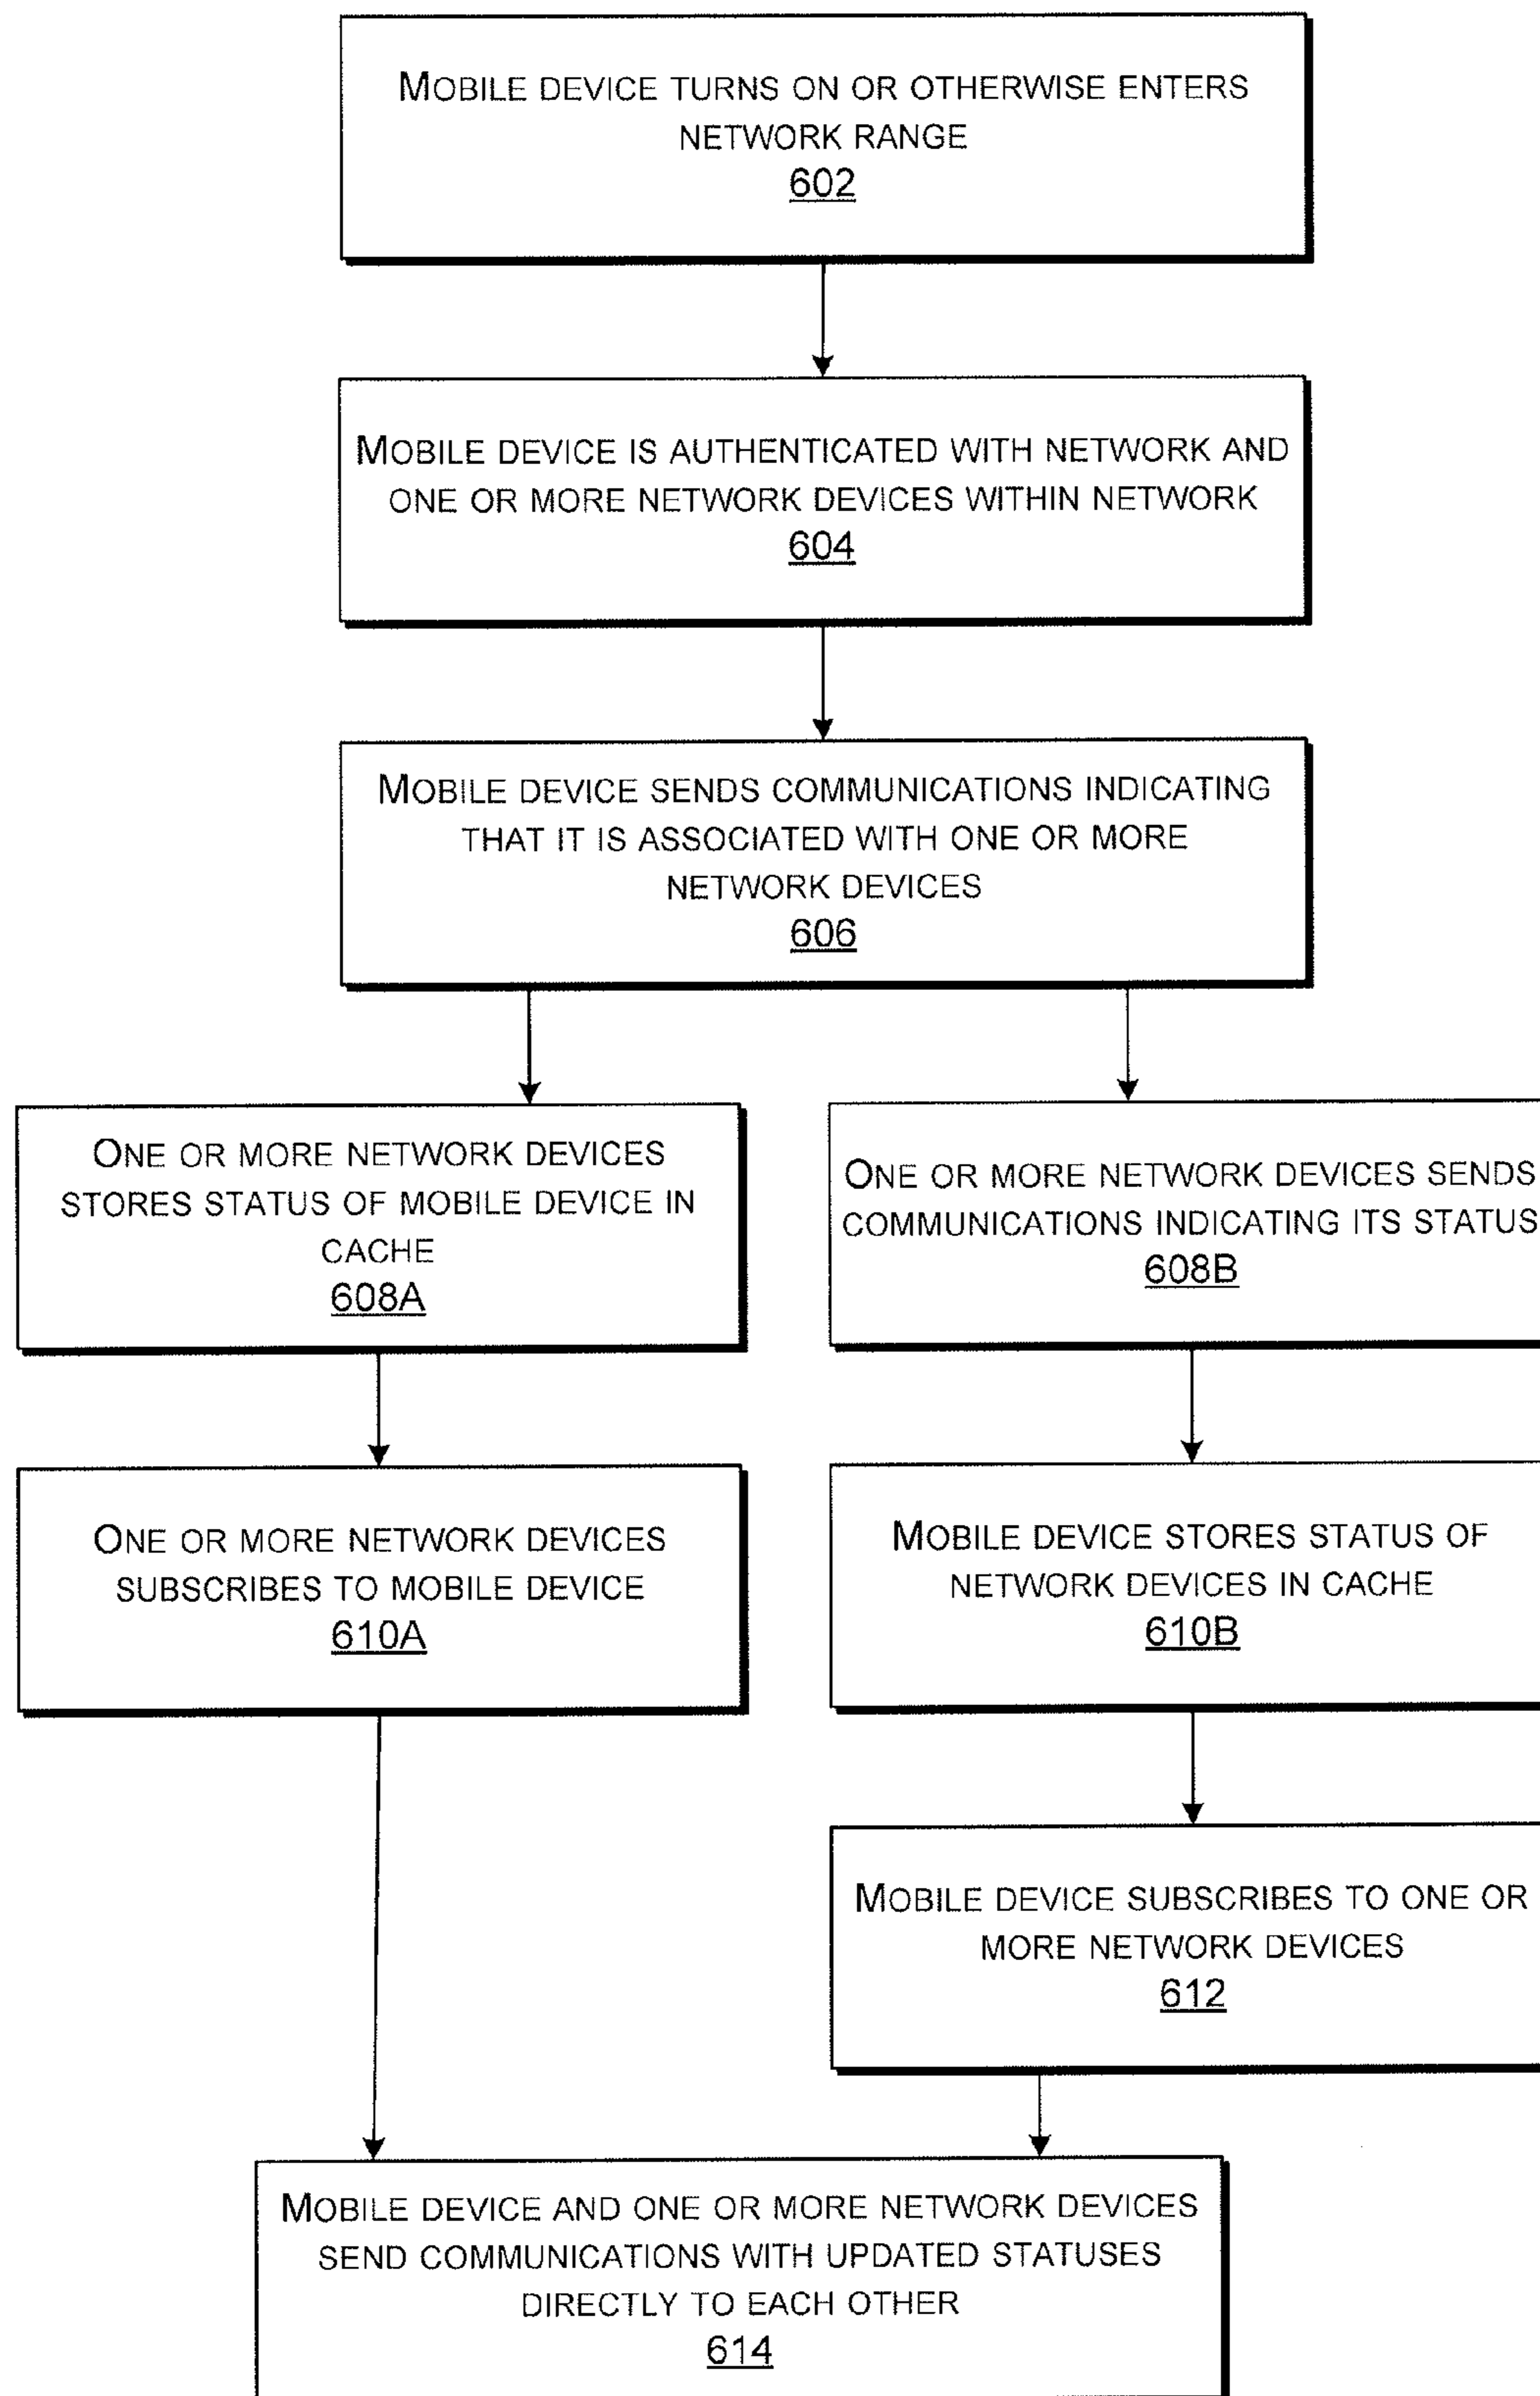 MOBILE DEVICE TURNS ON OR OTHERWISE ENTERS
NETWORK RANGE
602
MOBILE DEVICE IS AUTHENTICATED WITH NETWORK AND
ONE OR MORE NETWORK DEVICES WITHIN NETWORK
604
MOBILE DEVICE SENDS COMMUNICATIONS INDICATING
THAT IT IS ASSOCIATED WITH ONE OR MORE
NETWORK DEVICES
606
ONE OR MORE NETWORK DEVICES
STORES STATUS OF MOBILE DEVICE IN
CACHE
608A
ONE OR MORE NETWORK DEVICES SENDS
COMMUNICATIONS INDICATING ITS STATUS
608B
ONE OR MORE NETWORK DEVICES
SUBSCRIBES TO MOBILE DEVICE
610A
MOBILE DEVICE STORES STATUS OF
NETWORK DEVICES IN CACHE
610B
MOBILE DEVICE SUBSCRIBES TO ONE OR
MORE NETWORK DEVICES
612
MOBILE DEVICE AND ONE OR MORE NETWORK DEVICES
SEND COMMUNICATIONS WITH UPDATED STATUSES
DIRECTLY TO EACH OTHER
614